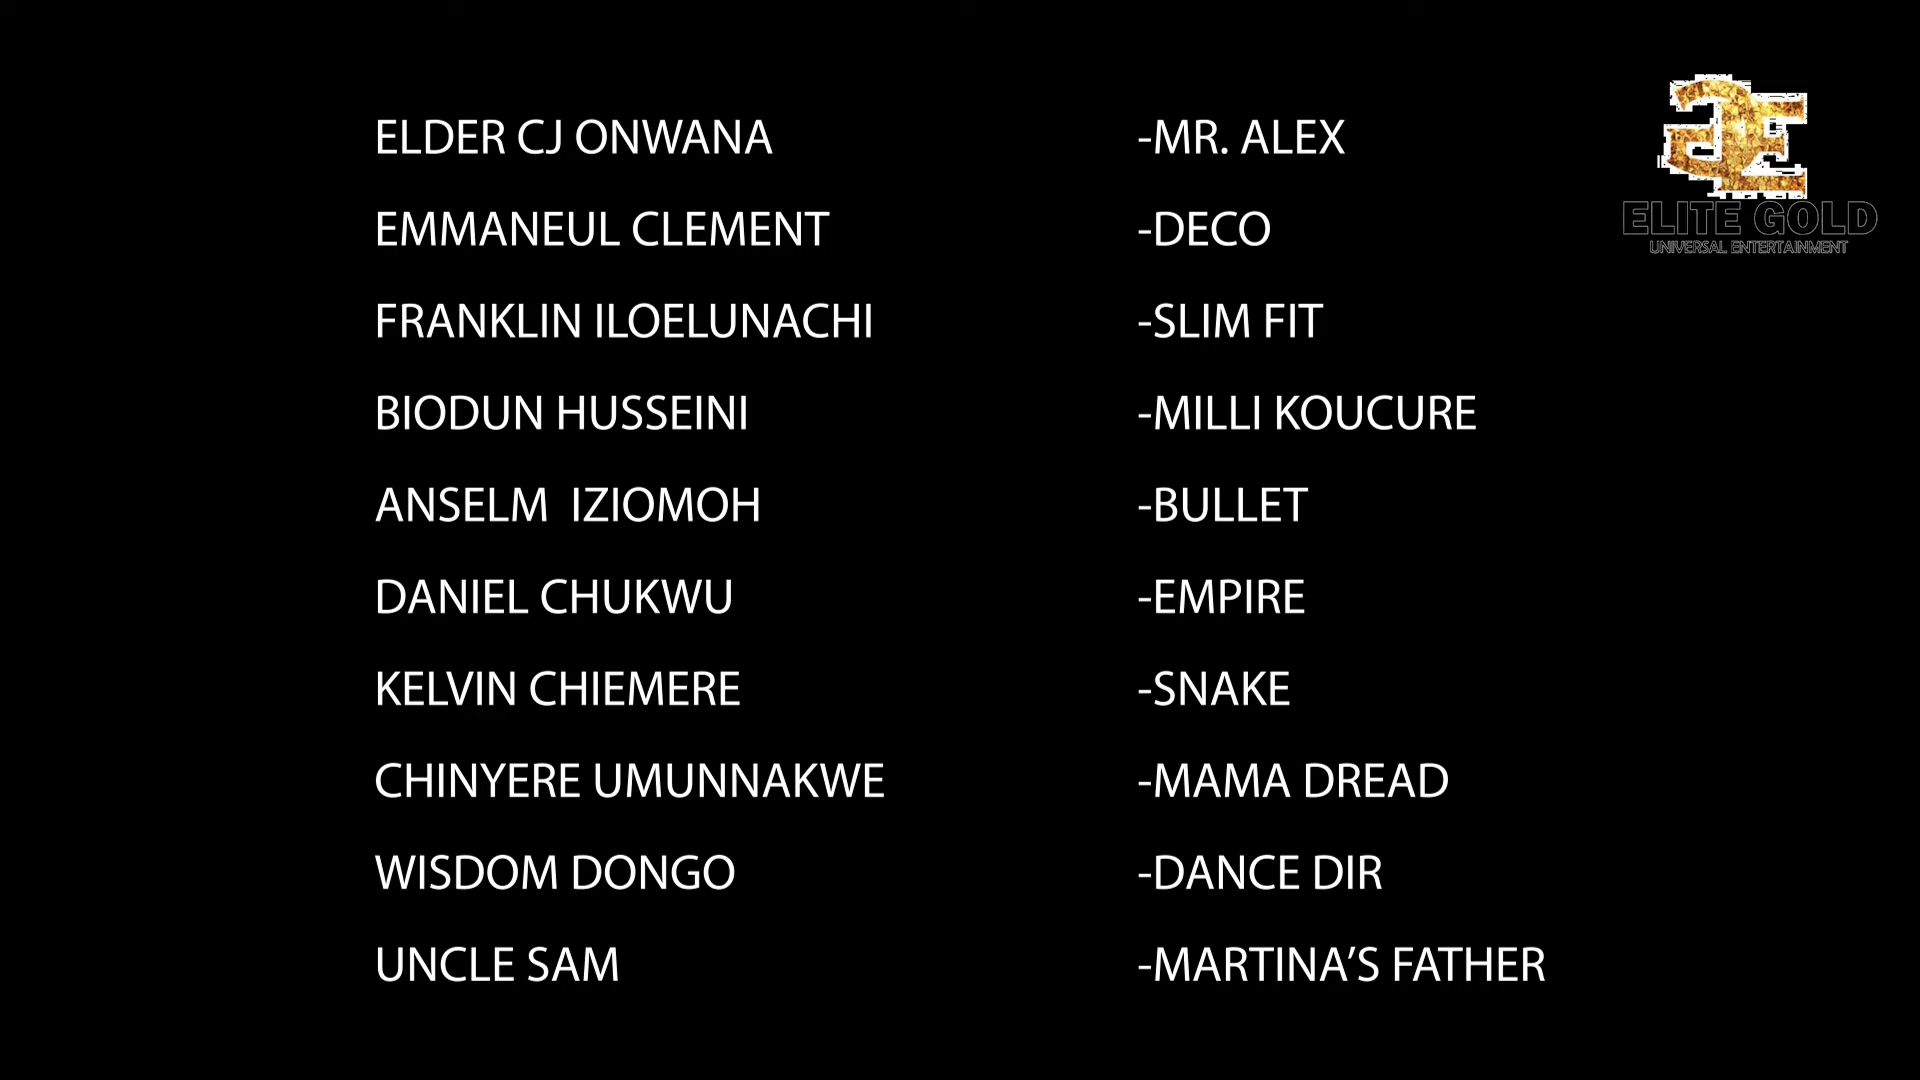 ELDER CJ ONWANA -MR. ALEX
EMMANEUL CLEMENT -DECO
FRANKLIN ILOELUNACHI -SLIM FIT
BIODUN HUSSEINI -MILLI KOUCURE
ANSELM  IZIOMOH -BULLET
DANIEL CHUKWU -EMPIRE
KELVIN CHIEMERE -SNAKE
CHINYERE UMUNNAKWE -MAMA DREAD
WISDOM DONGO -DANCE DIR
UNCLE SAM -MARTINA’S FATHER
ELITE GOLD
UNIVERSAL ENTERTAINMENT